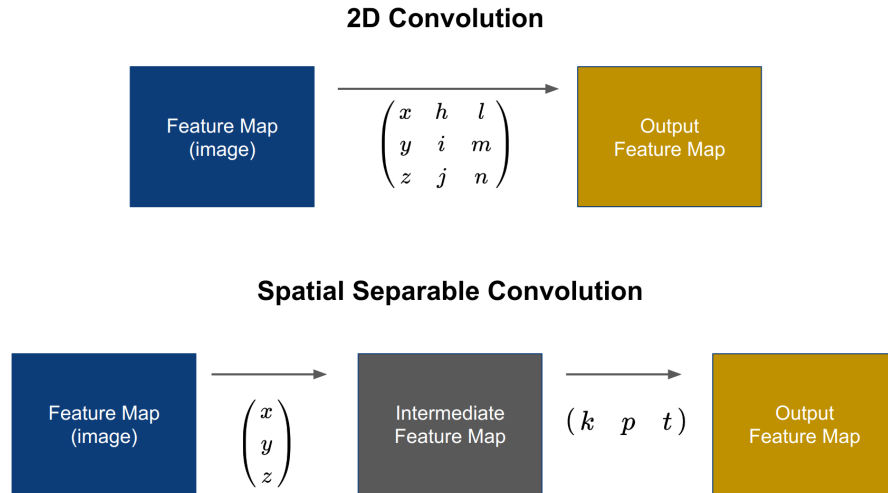 2D Convolution
Feature Map
(image)
x h l
y i m
z j n
Output
Feature Map
Spatial Separable Convolution
Feature Map
(image)
x
y
z
Intermediate
Feature Map
( k p t )
Output
Feature Map